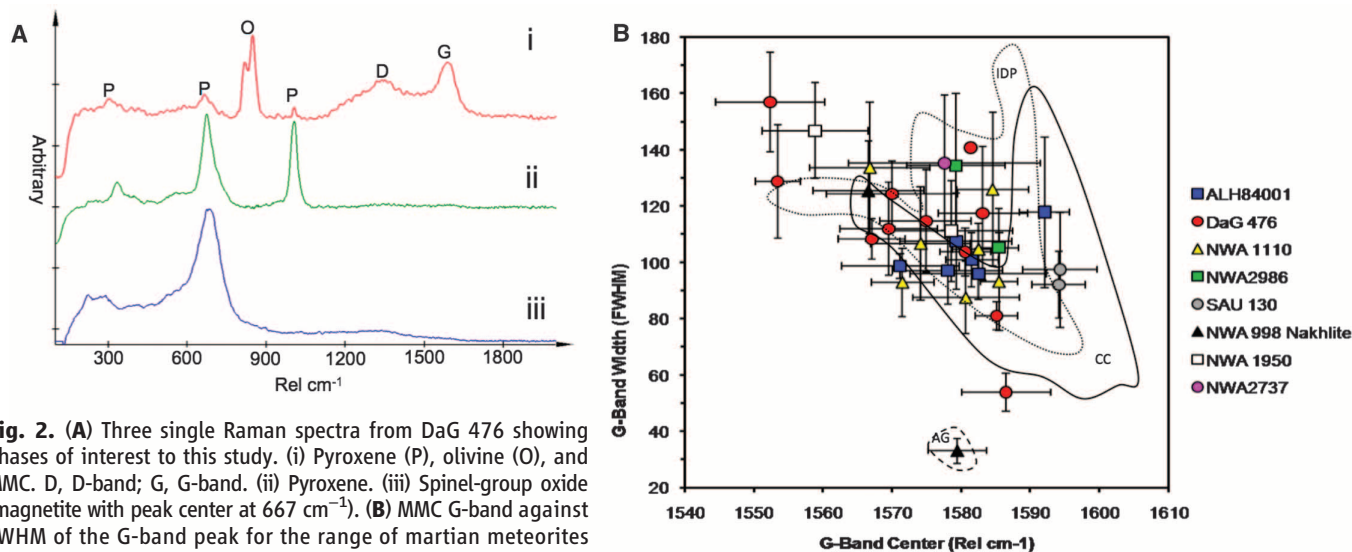 A
Arbitrary
P
P
O
P
D
G
i
ii
iii
300
600
900
1200
1500
1800
Rel cm-1
B
G-Band Width (FWHM)
180
160
140
120
100
80
60
40
20
1540
1550
1560
1570
1580
1590
1600
1610
G-Band Center (Rel cm-1)
IDP
CC
AG
ALH84001
DaG 476
NWA 1110
NWA2986
SAU 130
NWA 998 Nakhlite
NWA 1950
NWA2737
2. (A) Three single Raman spectra from DaG 476 showing
of interest to this study. (i) Pyroxene (P), olivine (O), and
D, D-band; G, G-band. (ii) Pyroxene. (iii) Spinel-group oxide
magnetite with peak center at 667 cm−1). (B) MMC G-band against
of the G-band peak for the range of martian meteorites